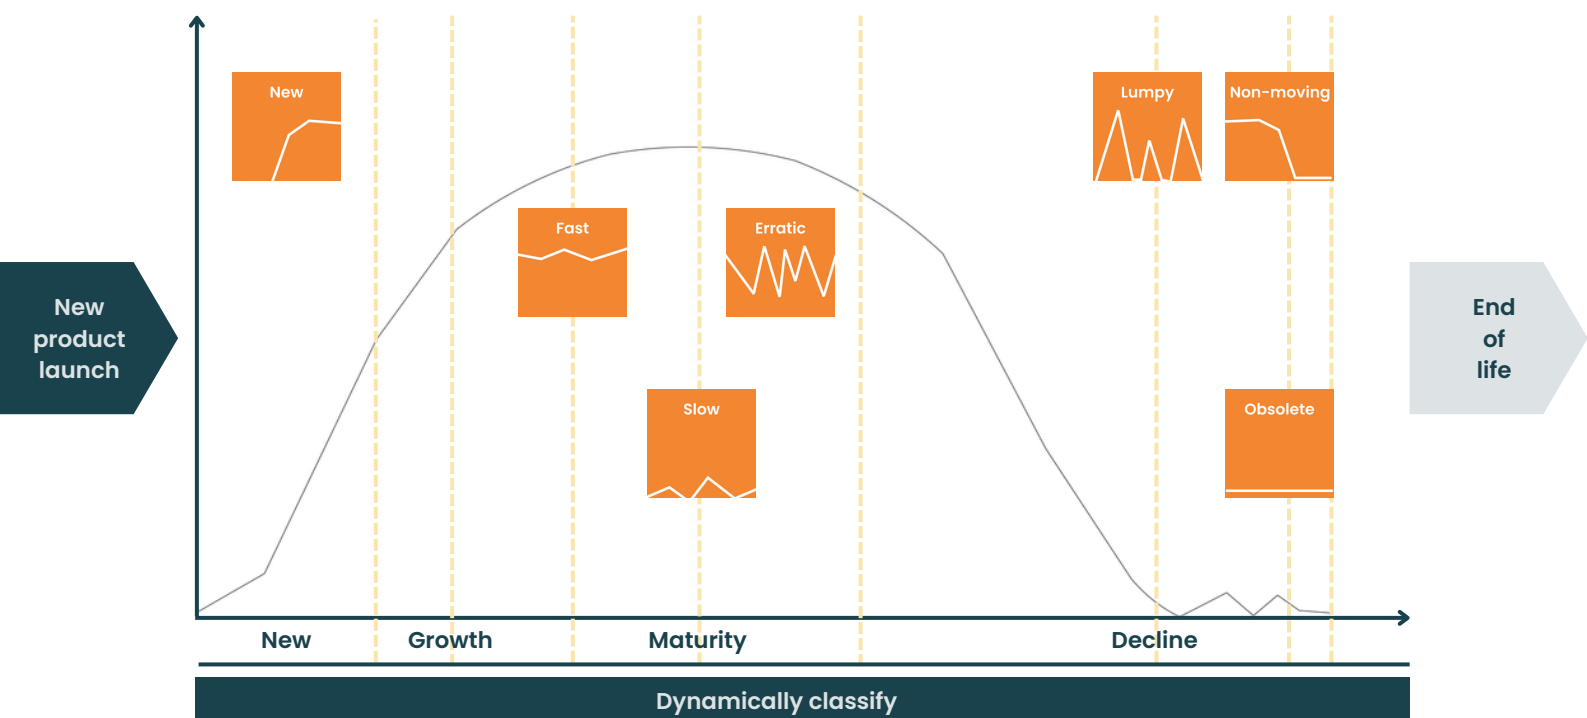 New
Lumpy
Non-moving
Fast
Erratic
New
product
launch
End
of
life
Slow
Obsolete
New
Growth
Maturity
Decline
Dynamically classify